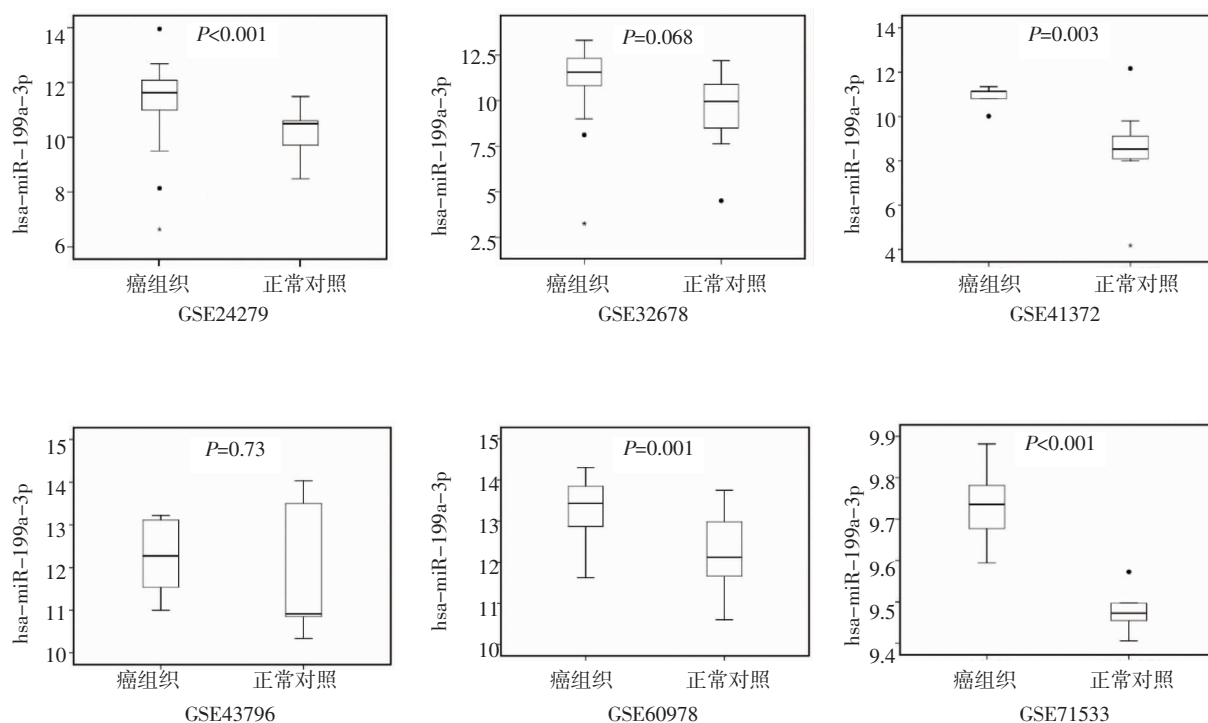 P<0.001
hsa-miR-199a-3p
14
12
10
8
6
癌组织
正常对照
GSE24279
P=0.068
hsa-miR-199a-3p
12.5
10.0
7.5
5.0
2.5
癌组织
正常对照
GSE32678
P=0.003
hsa-miR-199a-3p
14
11
10
8
6
4
癌组织
正常对照
GSE41372
P=0.73
hsa-miR-199a-3p
15
14
13
12
11
10
癌组织
正常对照
GSE43796
P=0.001
hsa-miR-199a-3p
15
14
13
12
11
10
癌组织
正常对照
GSE60978
P<0.001
hsa-miR-199a-3p
9.9
9.8
9.7
9.6
9.5
9.4
癌组织
正常对照
GSE71533